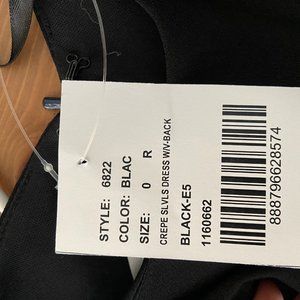 STYLE: 6822
COLOR: BLAC
SIZE: 0 R
CREPE SLVLS DRESS W/V-BACK
BLACK-E5
1160662
888796628574